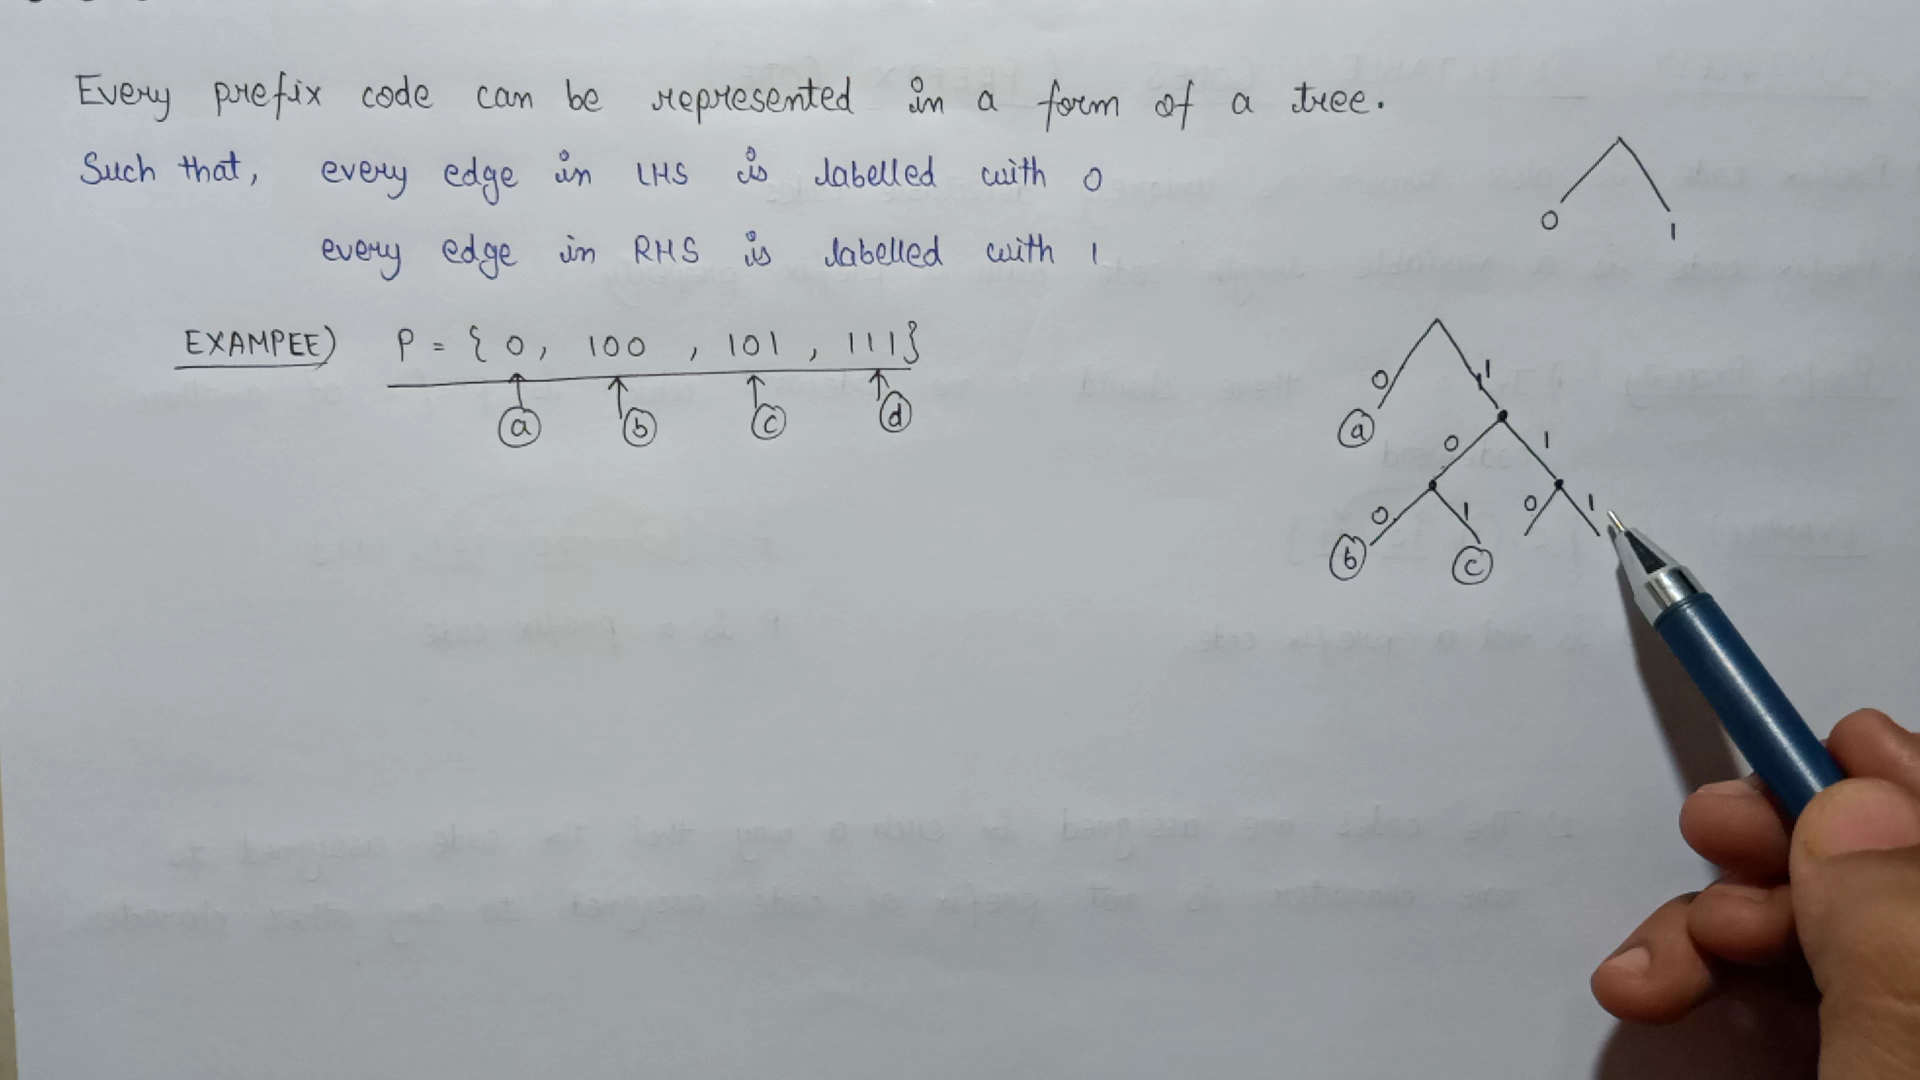 Every prefix code can be represented in a form of a tree.
Such that, every edge in LHS is labelled with 0
every edge in RHS is labelled with 1
0 1
EXAMPEE) P = { 0, 100 , 101 , 111}
a b c d
0 1
a
0 1
0 1 0 1
b c